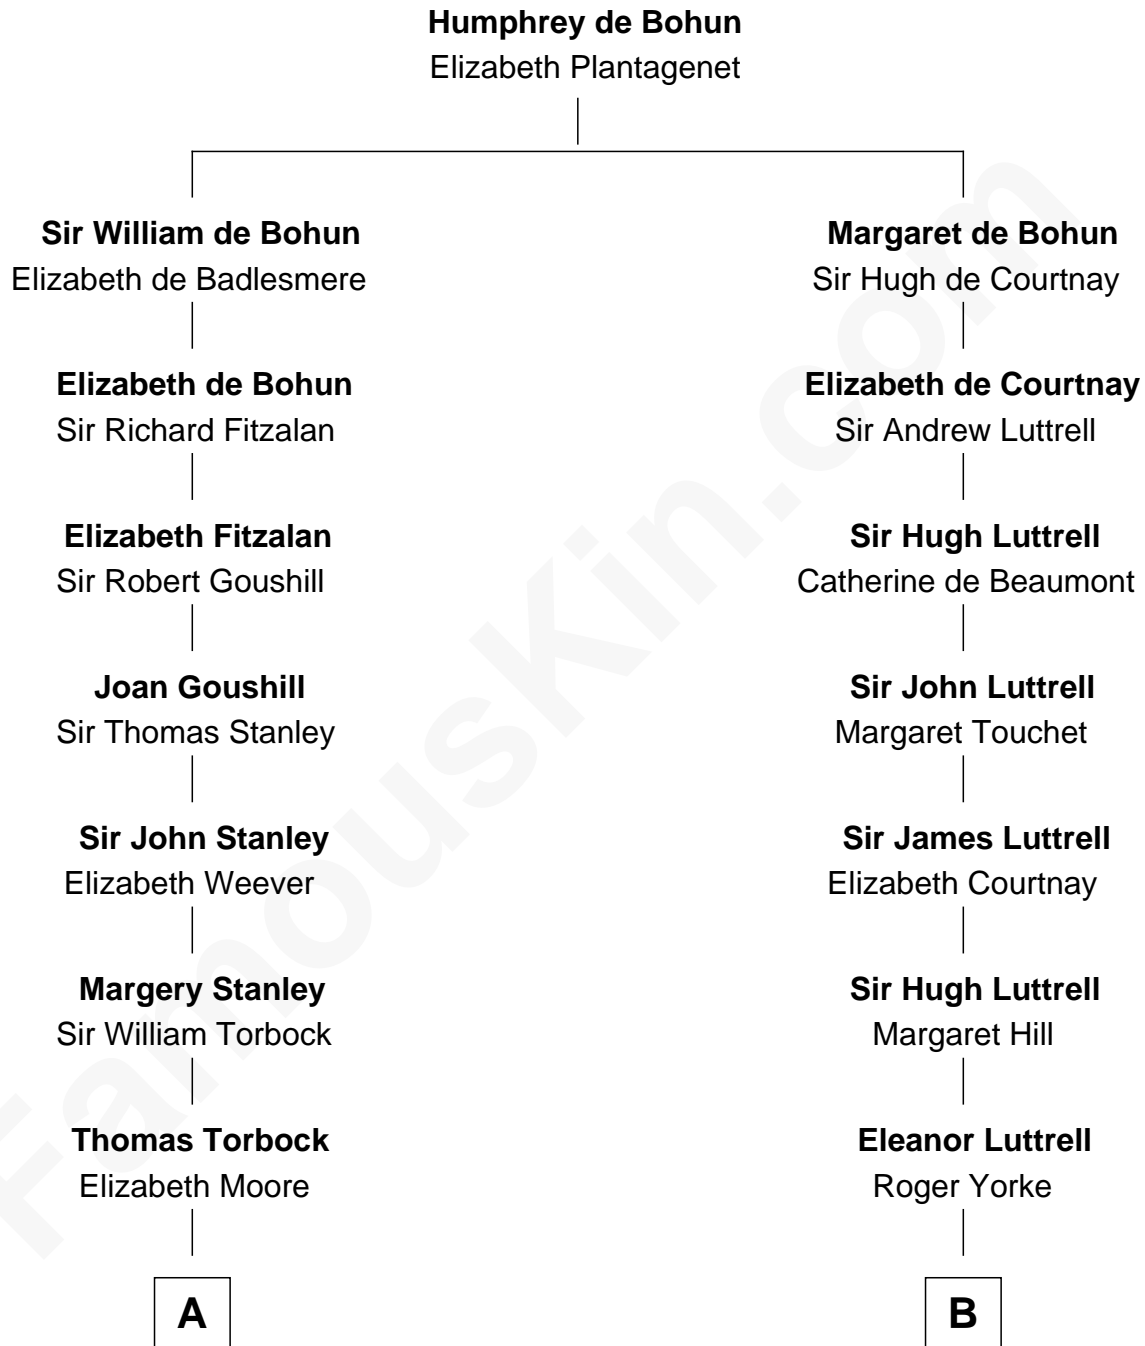 Humphrey de Bohun
Elizabeth Plantagenet
Sir William de Bohun
Elizabeth de Badlesmere
Margaret de Bohun
Sir Hugh de Courtnay
Elizabeth de Bohun
Sir Richard Fitzalan
Elizabeth de Courtnay
Sir Andrew Luttrell
Elizabeth Fitzalan
Sir Robert Goushill
Sir Hugh Luttrell
Catherine de Beaumont
Joan Goushill
Sir Thomas Stanley
Sir John Luttrell
Margaret Touchet
Sir John Stanley
Elizabeth Weever
Sir James Luttrell
Elizabeth Courtnay
Margery Stanley
Sir William Torbock
Sir Hugh Luttrell
Margaret Hill
Thomas Torbock
Elizabeth Moore
Eleanor Luttrell
Roger Yorke
A
B
FamousKin.com